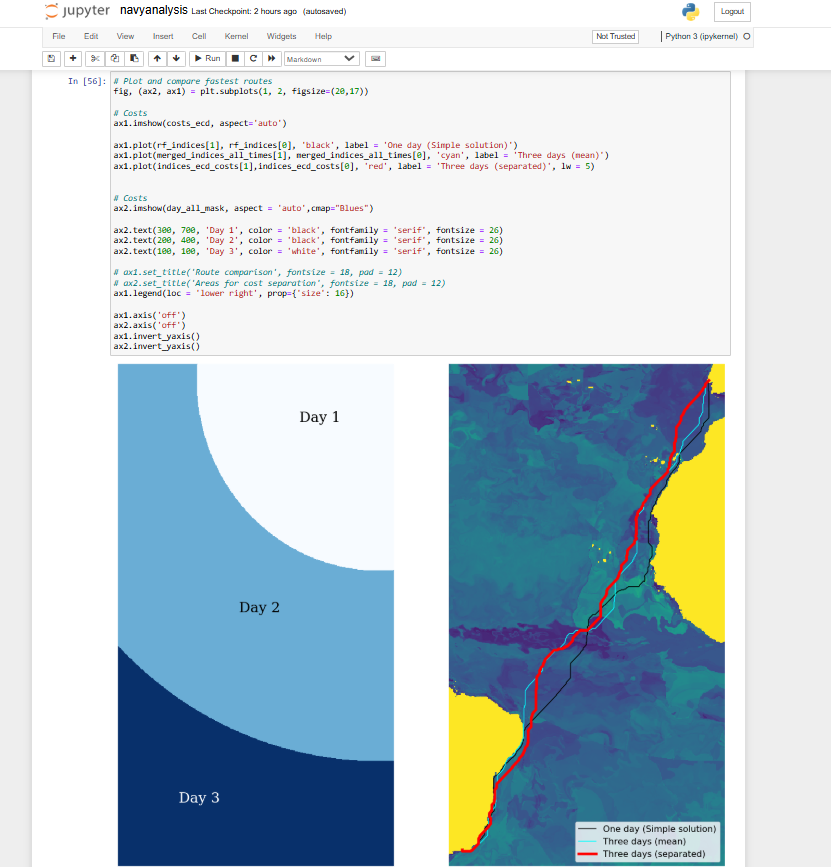 jupyter navyanalysis Last Checkpoint: 2 hours ago (autosaved)
Logout
File Edit View Insert Cell Kernel Widgets Help
Not Trusted
Python 3 (ipykernel)
Run
Markdown
In [56]:
# Plot and compare fastest routes
fig, (ax2, ax1) = plt.subplots(1, 2, figsize=(20,17))
# Costs
ax1.imshow(costs_ecd, aspect='auto')
ax1.plot(rf_indices[1], rf_indices[0], 'black', label = 'One day (Simple solution)')
ax1.plot(merged_indices_all_times[1], merged_indices_all_times[0], 'cyan', label = 'Three days (mean)')
ax1.plot(indices_ecd_costs[1],indices_ecd_costs[0], 'red', label = 'Three days (separated)', lw = 5)
# Costs
ax2.imshow(day_all_mask, aspect = 'auto',cmap="Blues")
ax2.text(300, 700, 'Day 1', color = 'black', fontfamily = 'serif', fontsize = 26)
ax2.text(200, 400, 'Day 2', color = 'black', fontfamily = 'serif', fontsize = 26)
ax2.text(100, 100, 'Day 3', color = 'white', fontfamily = 'serif', fontsize = 26)
# ax1.set_title('Route comparison', fontsize = 18, pad = 12)
# ax2.set_title('Areas for cost separation', fontsize = 18, pad = 12)
ax1.legend(loc = 'lower right', prop={'size': 16})
ax1.axis('off')
ax2.axis('off')
ax1.invert_yaxis()
ax2.invert_yaxis()
Day 1
Day 2
Day 3
One day (Simple solution)
Three days (mean)
Three days (separated)